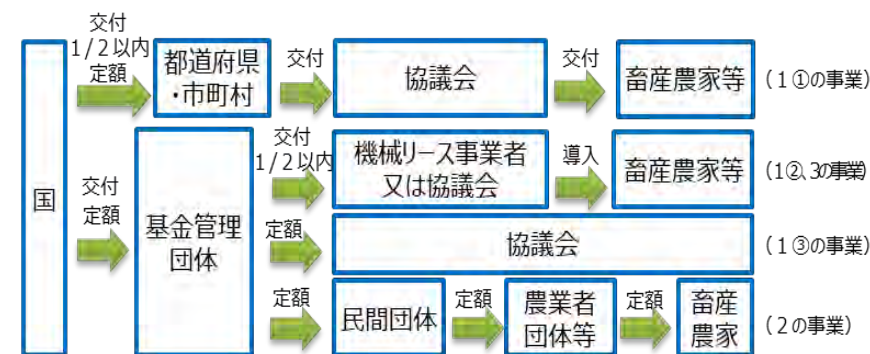 交付
1/2以内
定額
都道府県
・市町村
交付
協議会
交付
畜産農家等
（１①の事業）
国
交付
定額
基金管理
団体
交付
1/2以内
機械リース事業者
又は協議会
導入
畜産農家等
（１②、３の事業）
定額
協議会
（１③の事業）
定額
民間団体
定額
農業者
団体等
定額
畜産
農家
（２の事業）